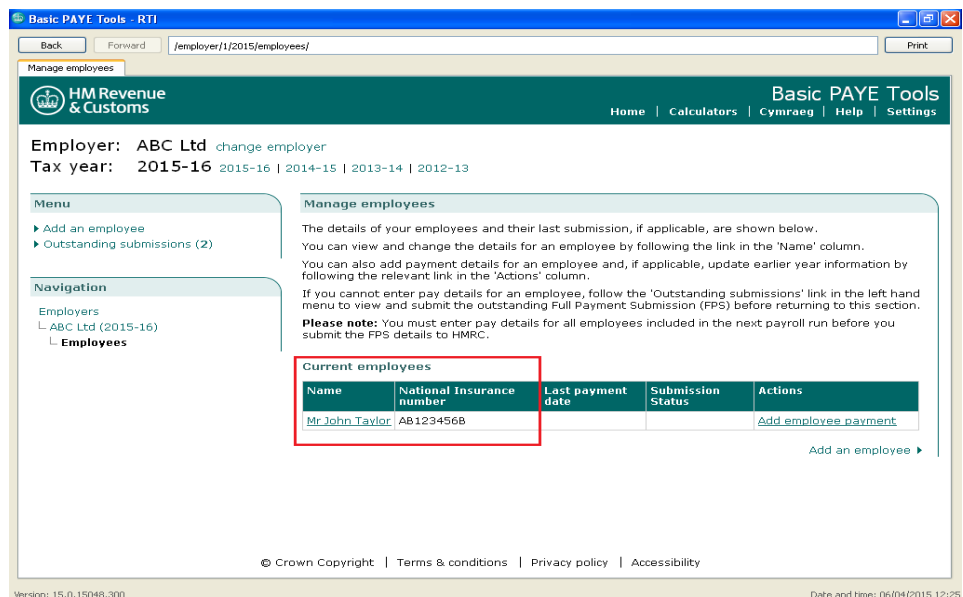 Basic PAYE Tools - RTI
Back Forward /employer/1/2015/employees/ Print
Manage employees
HM Revenue
& Customs
Basic PAYE Tools
Home | Calculators | Cymraeg | Help | Settings
Employer: ABC Ltd change employer
Tax year: 2015-16 2015-16 | 2014-15 | 2013-14 | 2012-13
Menu
Add an employee
Outstanding submissions (2)
Navigation
Employers
ABC Ltd (2015-16)
Employees
Manage employees
The details of your employees and their last submission, if applicable, are shown below.
You can view and change the details for an employee by following the link in the 'Name' column.
You can also add payment details for an employee and, if applicable, update earlier year information by
following the relevant link in the 'Actions' column.
If you cannot enter pay details for an employee, follow the 'Outstanding submissions' link in the left hand
menu to view and submit the outstanding Full Payment Submission (FPS) before returning to this section.
Please note: You must enter pay details for all employees included in the next payroll run before you
submit the FPS details to HMRC.
Current employees
Name National Insurance number Last payment date Submission Status Actions
Mr John Taylor AB123456B Add employee payment
Add an employee
© Crown Copyright | Terms & conditions | Privacy policy | Accessibility
Version: 15.0.15048.300 Date and time: 06/04/2015 12:25